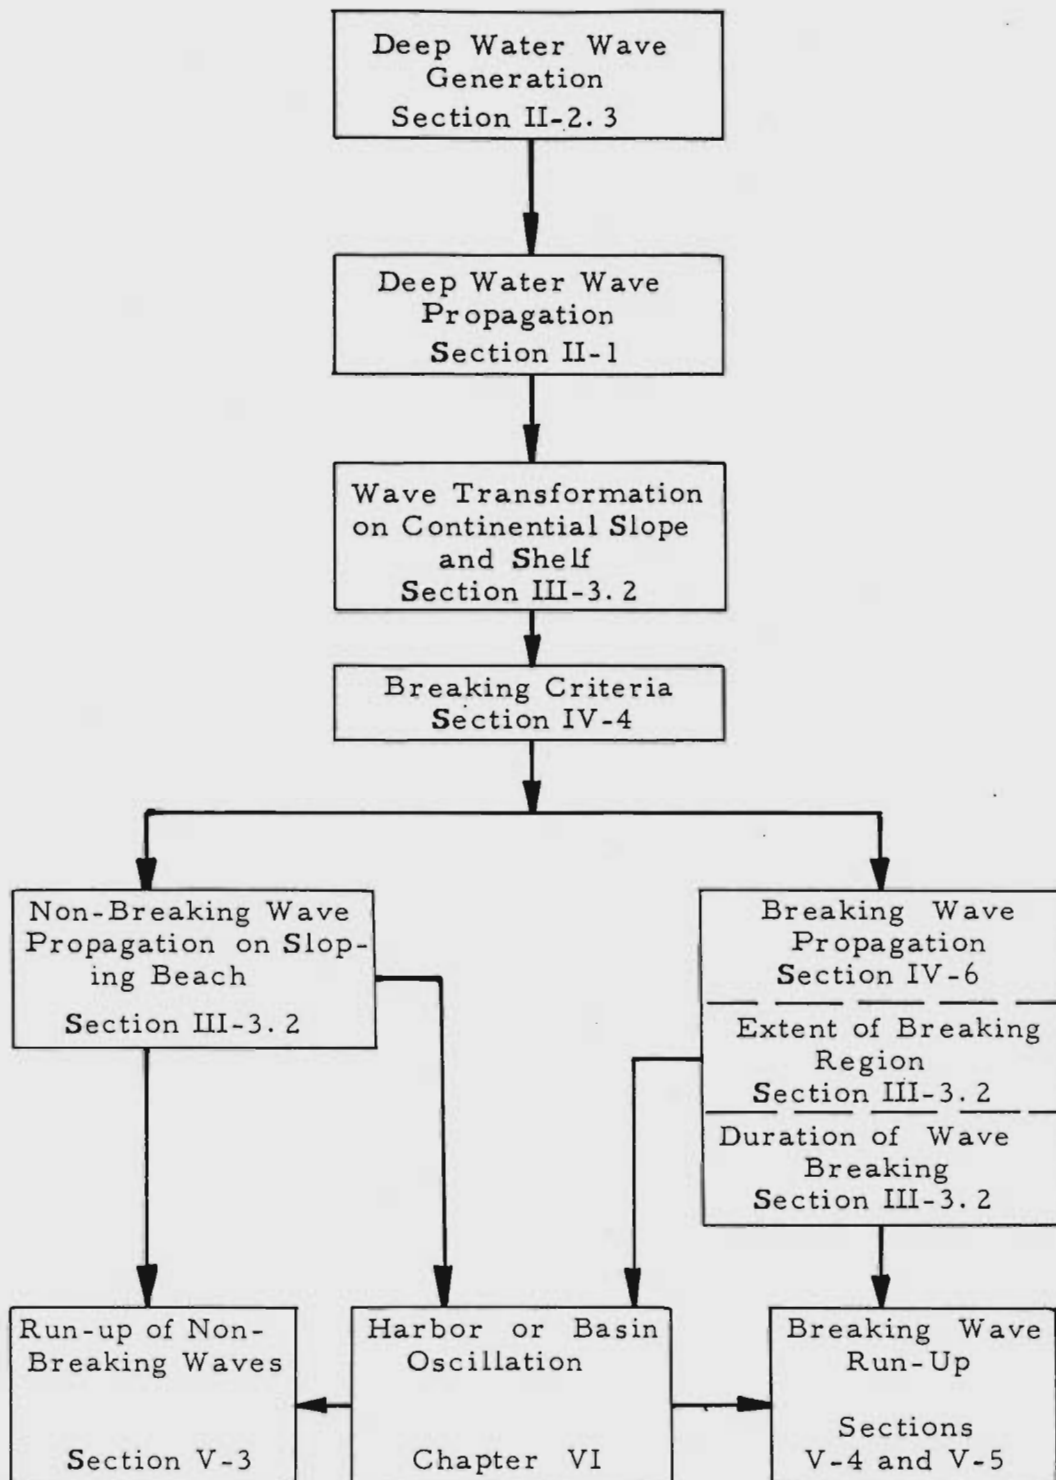 Deep Water Wave
Generation
Section II-2.3
Deep Water Wave
Propagation
Section II-1
Wave Transformation
on Continential Slope
and Shelf
Section III-3.2
Breaking Criteria
Section IV-4
Non-Breaking Wave
Propagation on Slop-
ing Beach
Section III-3.2
Breaking Wave
Propagation
Section IV-6
Extent of Breaking
Region
Section III-3.2
Duration of Wave
Breaking
Section III-3.2
Run-up of Non-
Breaking Waves
Section V-3
Harbor or Basin
Oscillation
Chapter VI
Breaking Wave
Run-Up
Sections
V-4 and V-5